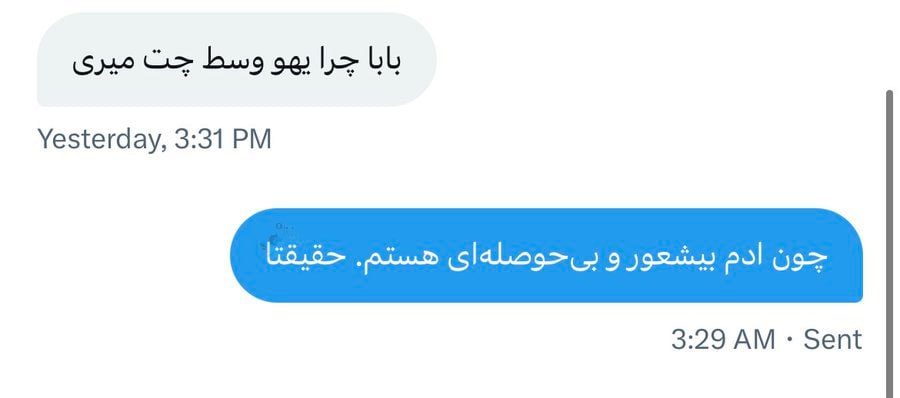 بابا چرا یهو وسط چت میری
Yesterday, 3:31 PM
چون ادم بیشعور و بی‌حوصله‌ای هستم. حقیقتا
3:29 AM · Sent